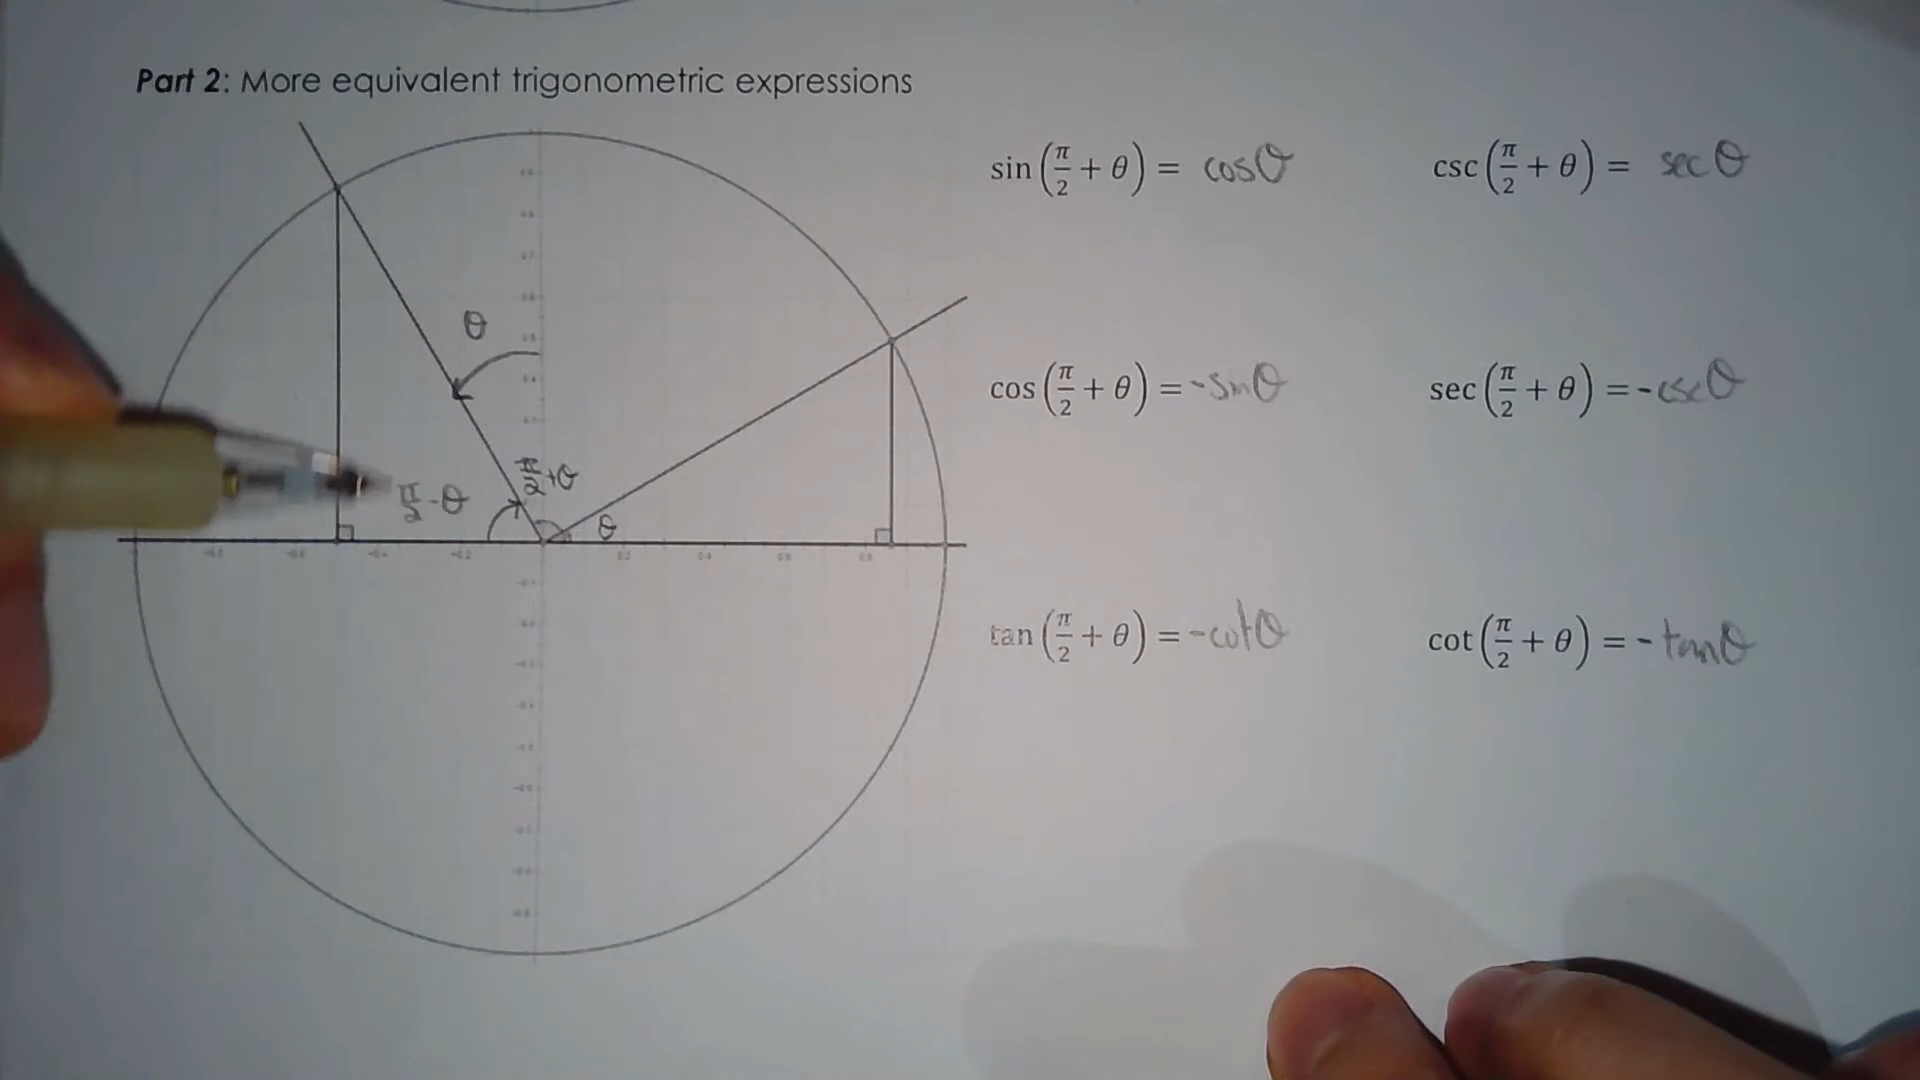 Part 2: More equivalent trigonometric expressions
sin(π/2 + θ) = cosθ
csc(π/2 + θ) = secθ
cos(π/2 + θ) = -sinθ
sec(π/2 + θ) = -cscθ
tan(π/2 + θ) = -cotθ
cot(π/2 + θ) = -tanθ
θ
π/2+θ
π/2-θ
θ